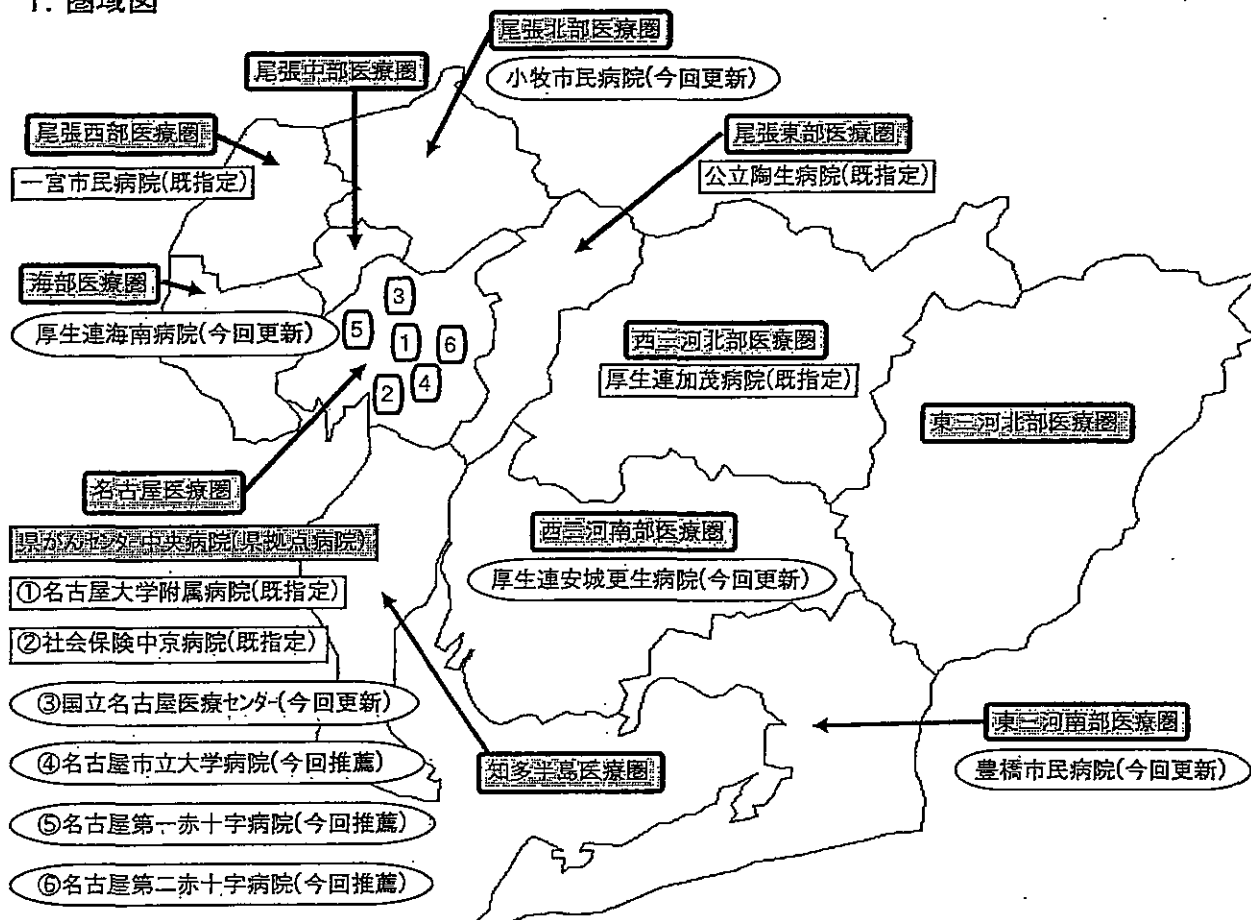 1. 圏域図
尾張北部医療圏
小牧市民病院(今回更新)
尾張中部医療圏
尾張西部医療圏
一宮市民病院(既指定)
尾張東部医療圏
公立陶生病院(既指定)
海部医療圏
厚生連海南病院(今回更新)
③
⑤
①
⑥
②
④
西三河北部医療圏
厚生連加茂病院(既指定)
東三河北部医療圏
名古屋医療圏
県がんセンター中央病院(県拠点病院)
①名古屋大学附属病院(既指定)
②社会保険中京病院(既指定)
③国立名古屋医療センター(今回更新)
④名古屋市立大学病院(今回推薦)
⑤名古屋第一赤十字病院(今回推薦)
⑥名古屋第二赤十字病院(今回推薦)
西三河南部医療圏
厚生連安城更生病院(今回更新)
知多半島医療圏
東三河南部医療圏
豊橋市民病院(今回更新)